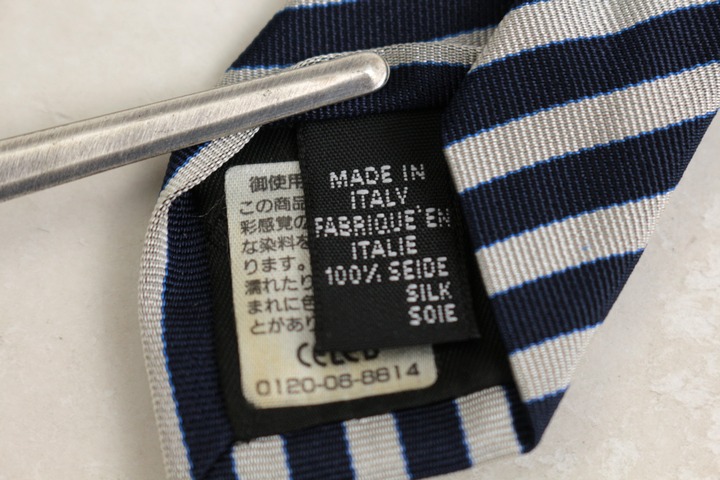 MADE IN
ITALY
FABRIQUE EN
ITALIE
100% SEIDE
SILK
SOIE
御使用
この商品
彩感覚の
な染料を
ります。
濡れたり
まれに色
とがあり
0120-08-8814